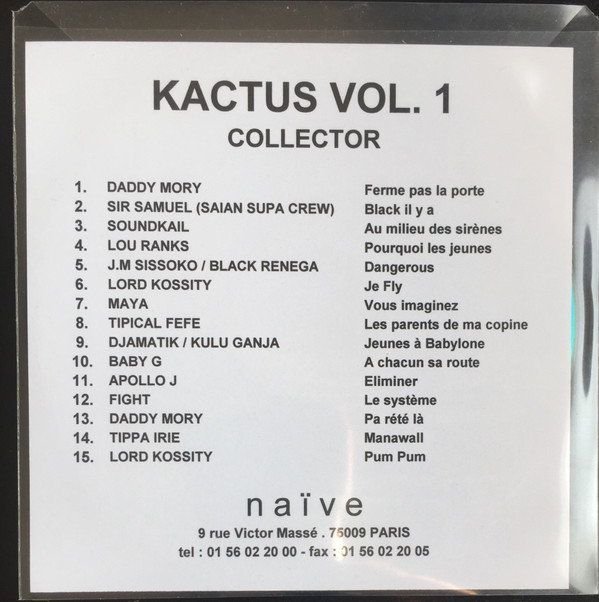 KACTUS VOL. 1
COLLECTOR
1. DADDY MORY Ferme pas la porte
2. SIR SAMUEL (SAIAN SUPA CREW) Black il y a
3. SOUNDKAIL Au milieu des sirènes
4. LOU RANKS Pourquoi les jeunes
5. J.M SISSOKO / BLACK RENEGA Dangerous
6. LORD KOSSITY Je Fly
7. MAYA Vous imaginez
8. TIPICAL FEFE Les parents de ma copine
9. DJAMATIK / KULU GANJA Jeunes à Babylone
10. BABY G A chacun sa route
11. APOLLO J Eliminer
12. FIGHT Le système
13. DADDY MORY Pa rété là
14. TIPPA IRIE Manawall
15. LORD KOSSITY Pum Pum
naïve
9 rue Victor Massé . 75009 PARIS
tel : 01 56 02 20 00 - fax : 01 56 02 20 05